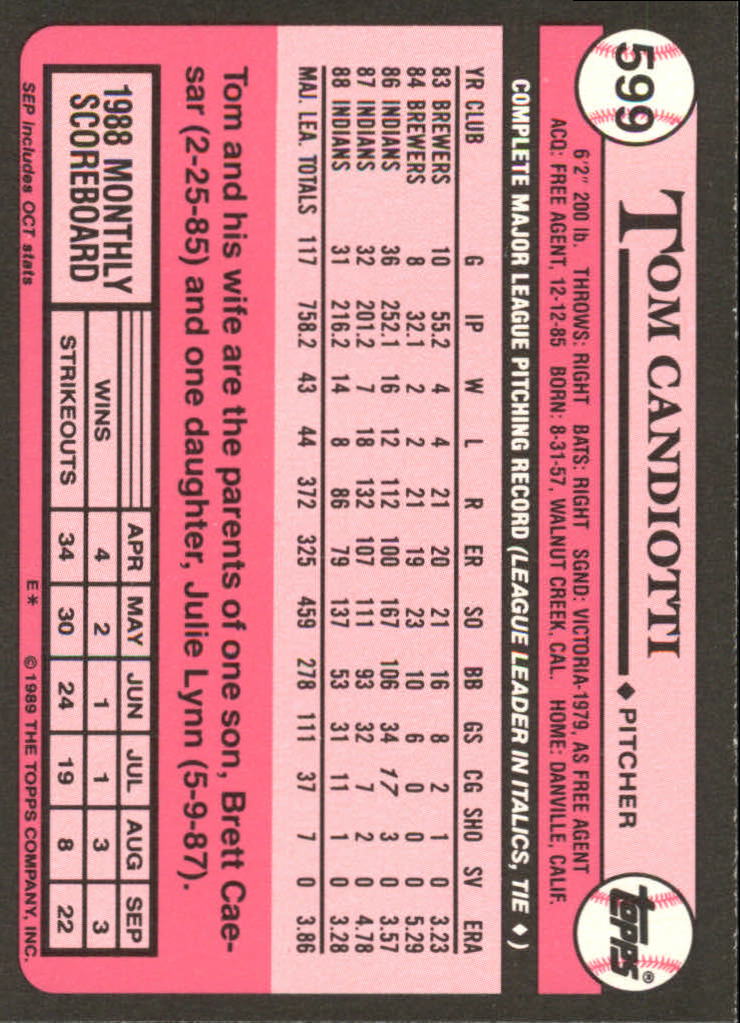 599
TOM CANDIOTTI ◆ PITCHER
topps®
6'2" 200 lb. THROWS: RIGHT BATS: RIGHT SGND: VICTORIA-1979, AS FREE AGENT
ACQ: FREE AGENT, 12-12-85 BORN: 8-31-57, WALNUT CREEK, CAL. HOME: DANVILLE, CALIF.
COMPLETE MAJOR LEAGUE PITCHING RECORD (LEAGUE LEADER IN ITALICS, TIE ◆)
YR CLUB G IP W L R ER SO BB GS CG SHO SV ERA
83 BREWERS 10 55.2 4 4 21 20 21 16 8 2 1 0 3.23
84 BREWERS 8 32.1 2 2 21 19 23 10 6 0 0 0 5.29
86 INDIANS 36 252.1 16 12 112 100 167 106 34 17 3 0 3.57
87 INDIANS 32 201.2 7 18 132 107 111 93 32 7 2 0 4.78
88 INDIANS 31 216.2 14 8 86 79 137 53 31 11 1 0 3.28
MAJ. LEA. TOTALS 117 758.2 43 44 372 325 459 278 111 37 7 0 3.86
Tom and his wife are the parents of one son, Brett Cae-
sar (2-25-85) and one daughter, Julie Lynn (5-9-87).
1988 MONTHLY
SCOREBOARD
APR MAY JUN JUL AUG SEP
WINS 4 2 1 1 3 3
STRIKEOUTS 34 30 24 19 8 22
SEP includes OCT stats E* ©1989 THE TOPPS COMPANY, INC.